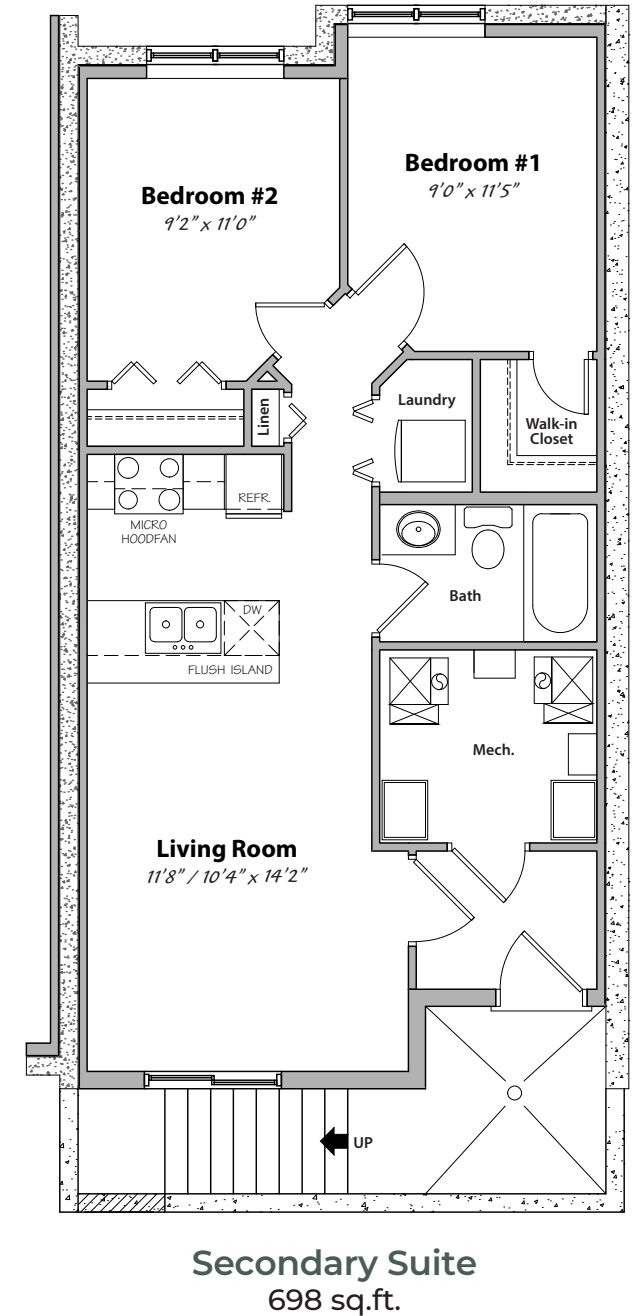 Bedroom #1
9'0" x 11'5"
Bedroom #2
9'2" x 11'0"
Linen
Laundry
Walk-in
Closet
REFR.
MICRO
HOODFAN
Bath
DW
FLUSH ISLAND
Mech.
Living Room
11'8" / 10'4" x 14'2"
UP
Secondary Suite
698 sq.ft.